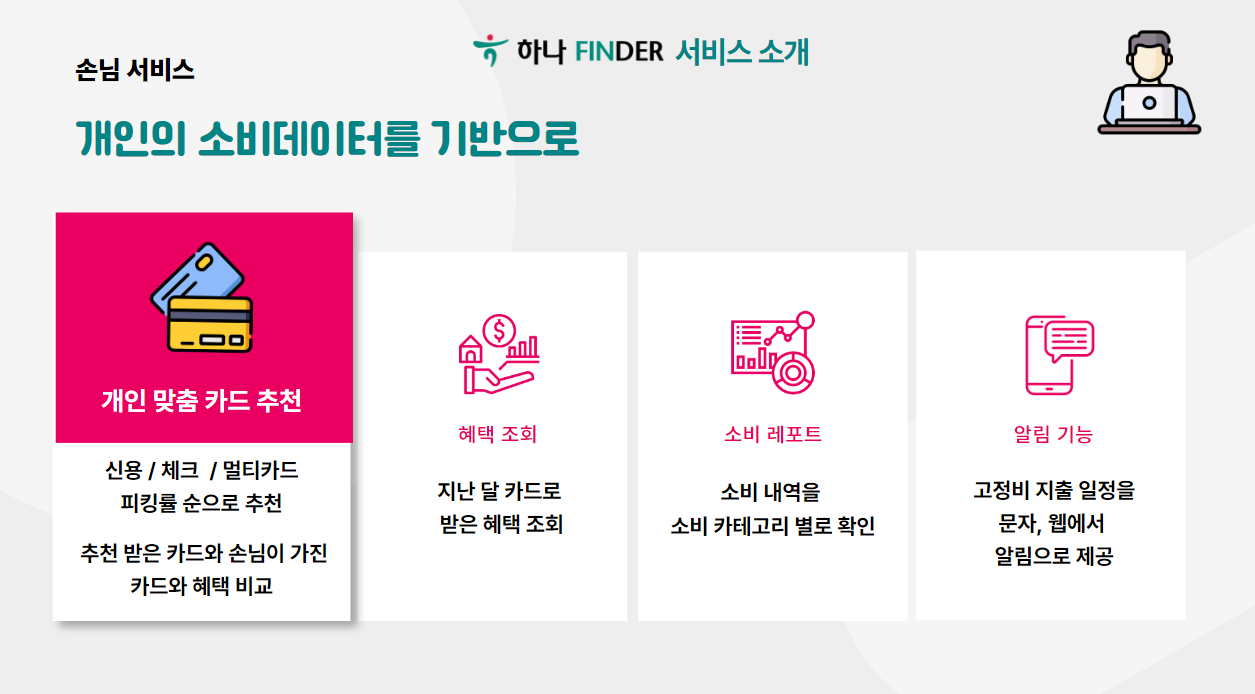 하나 FINDER 서비스 소개
손님 서비스
개인의 소비데이터를 기반으로
개인 맞춤 카드 추천
신용 / 체크 / 멀티카드
피킹률 순으로 추천
추천 받은 카드와 손님이 가진
카드와 혜택 비교
혜택 조회
지난 달 카드로
받은 혜택 조회
소비 레포트
소비 내역을
소비 카테고리 별로 확인
알림 기능
고정비 지출 일정을
문자, 웹에서
알림으로 제공